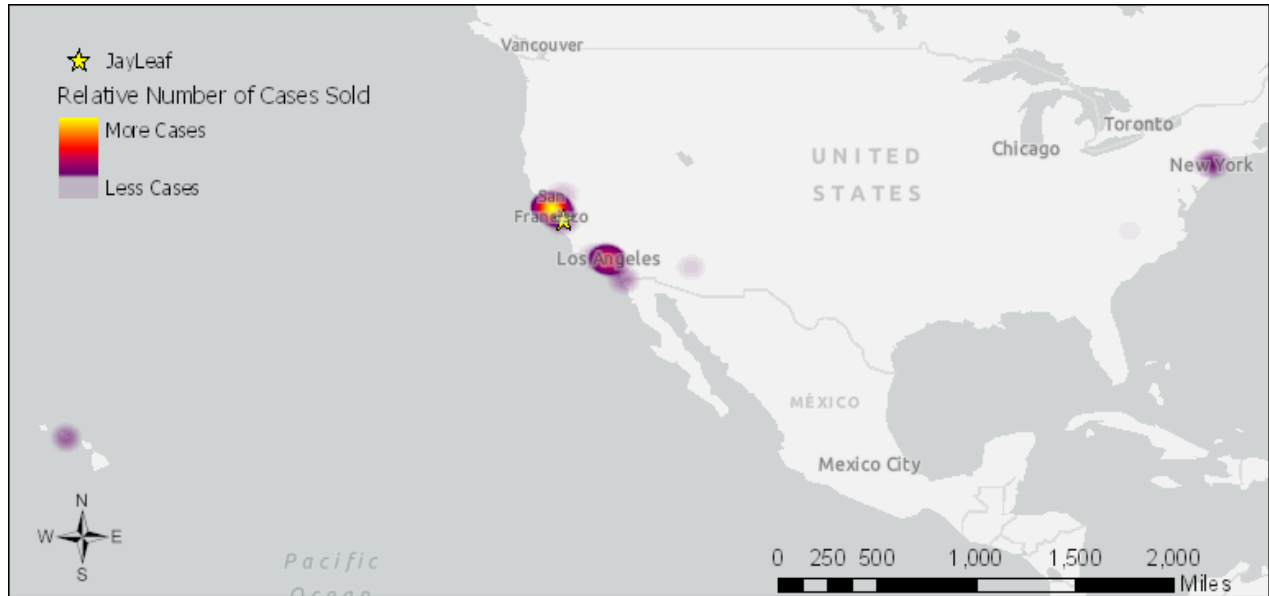 JayLeaf
Relative Number of Cases Sold
More Cases
Less Cases
Vancouver
Toronto
Chicago
New York
UNITED
STATES
San
Francisco
Los Angeles
MÉXICO
Mexico City
N
W E
S
Pacific
Ocean
0 250 500 1,000 1,500 2,000
Miles